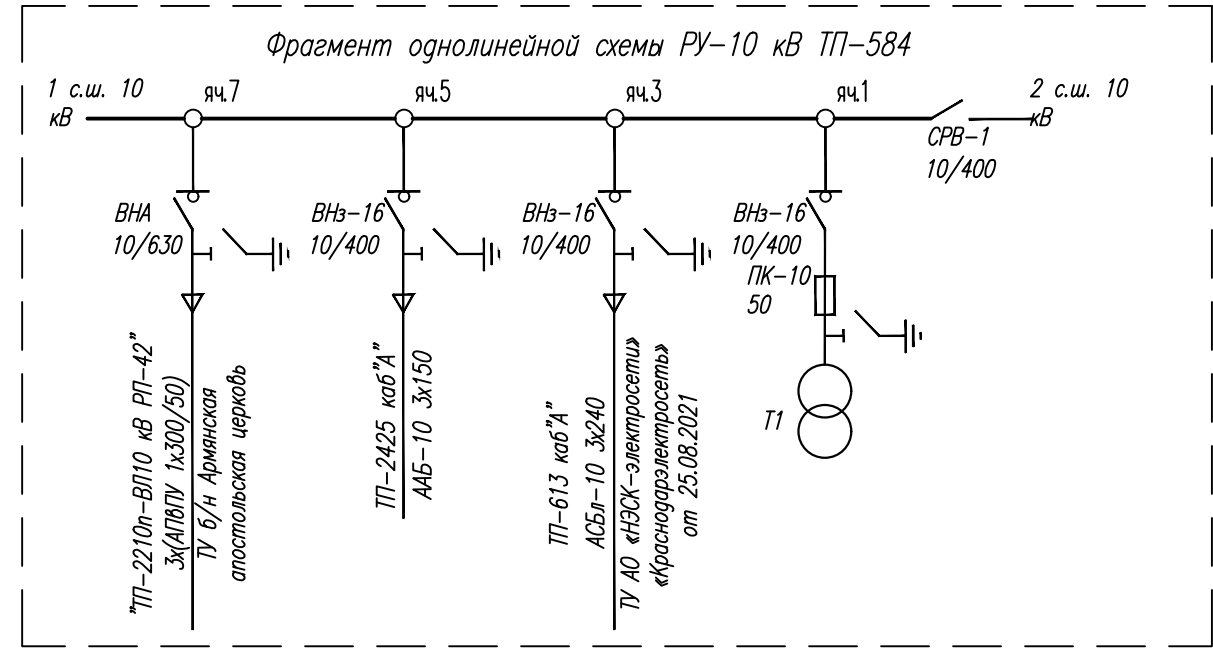 Фрагмент однолинейной схемы РУ-10 кВ ТП-584
1 с.ш. 10
кВ
яч.7
яч.5
яч.3
яч.1
2 с.ш. 10
кВ
СРВ-1
10/400
ВНА
10/630
ВНз-16
10/400
ВНз-16
10/400
ВНз-16
10/400
ПК-10
50
Т1
"ТП-2210п-ВЛ10 кВ РП-42"
3х(АПвПУ 1х300/50)
ТУ б/н Армянская
апостольская церковь
ТП-2425 каб"А"
ААБ-10 3х150
ТП-613 каб"А"
АСБл-10 3х240
ТУ АО «НЭСК-электросети»
«Краснодарэлектросеть»
от 25.08.2021